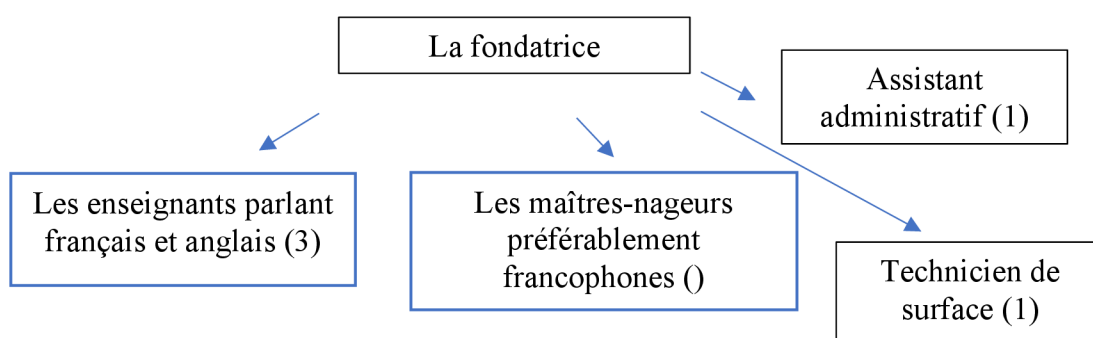 La fondatrice
Assistant
administratif (1)
Les enseignants parlant
français et anglais (3)
Les maîtres-nageurs
préférablement
francophones ()
Technicien de
surface (1)